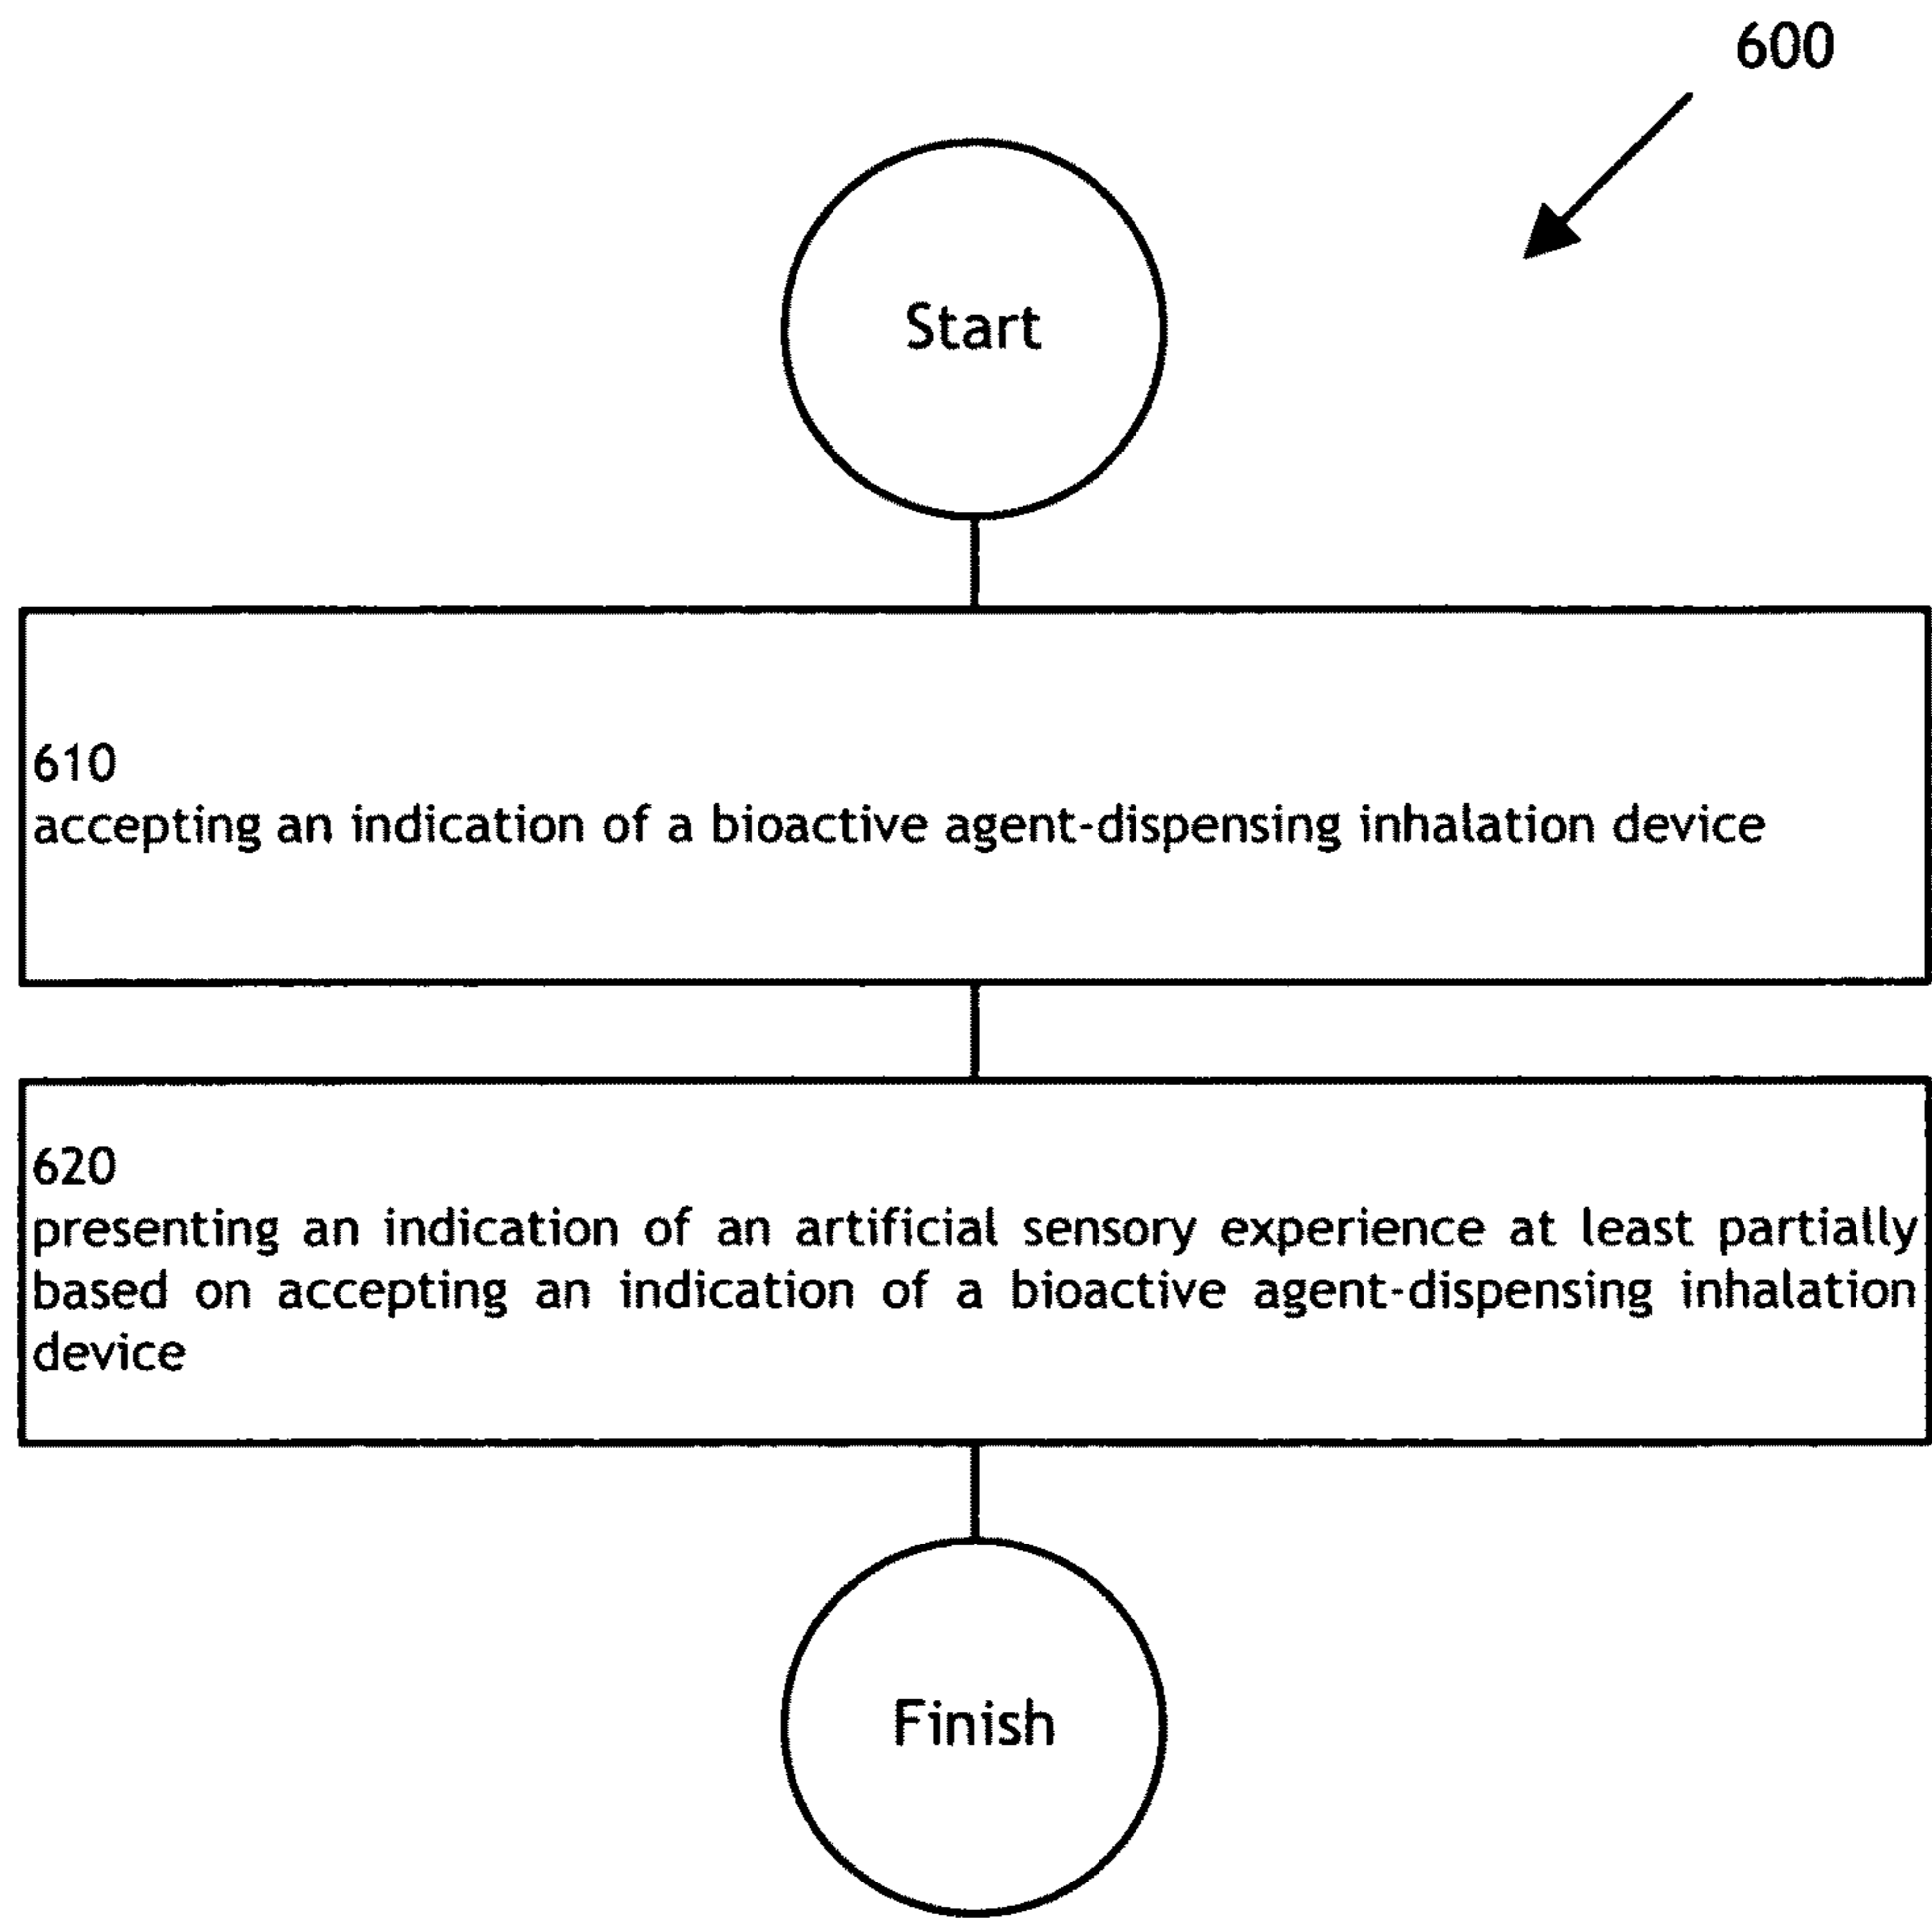 600
Start
610
accepting an indication of a bioactive agent-dispensing inhalation device
620
presenting an indication of an artificial sensory experience at least partially
based on accepting an indication of a bioactive agent-dispensing inhalation
device
Finish